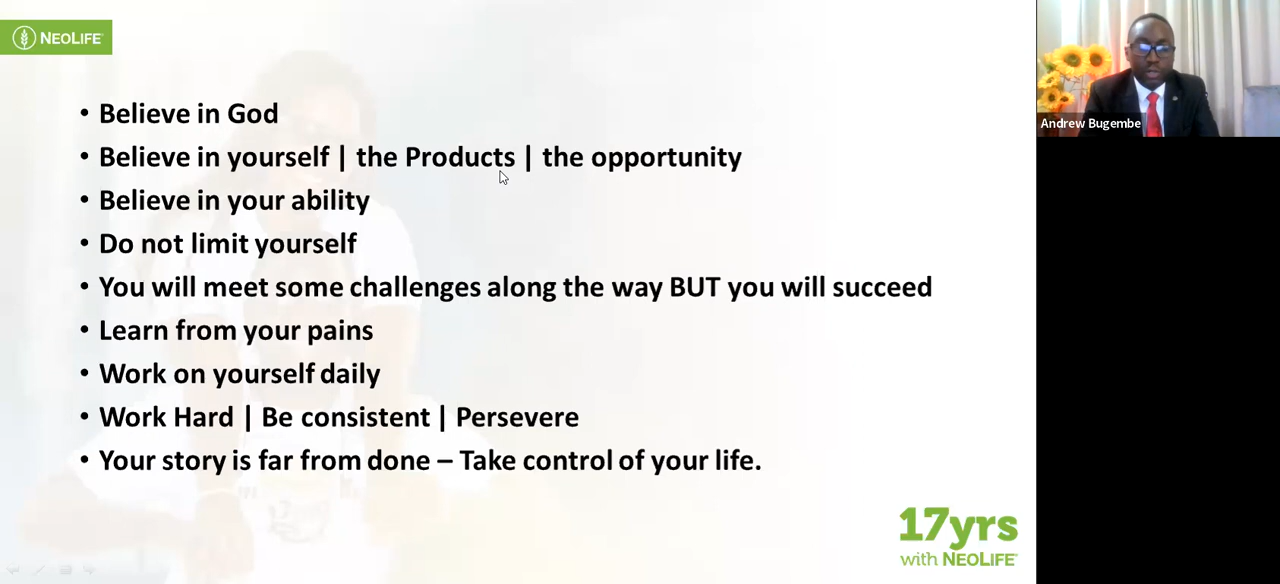 NEOLIFE
• Believe in God
• Believe in yourself | the Products | the opportunity
• Believe in your ability
• Do not limit yourself
• You will meet some challenges along the way BUT you will succeed
• Learn from your pains
• Work on yourself daily
• Work Hard | Be consistent | Persevere
• Your story is far from done – Take control of your life.
17yrs
with NEOLIFE
Andrew Bugembe